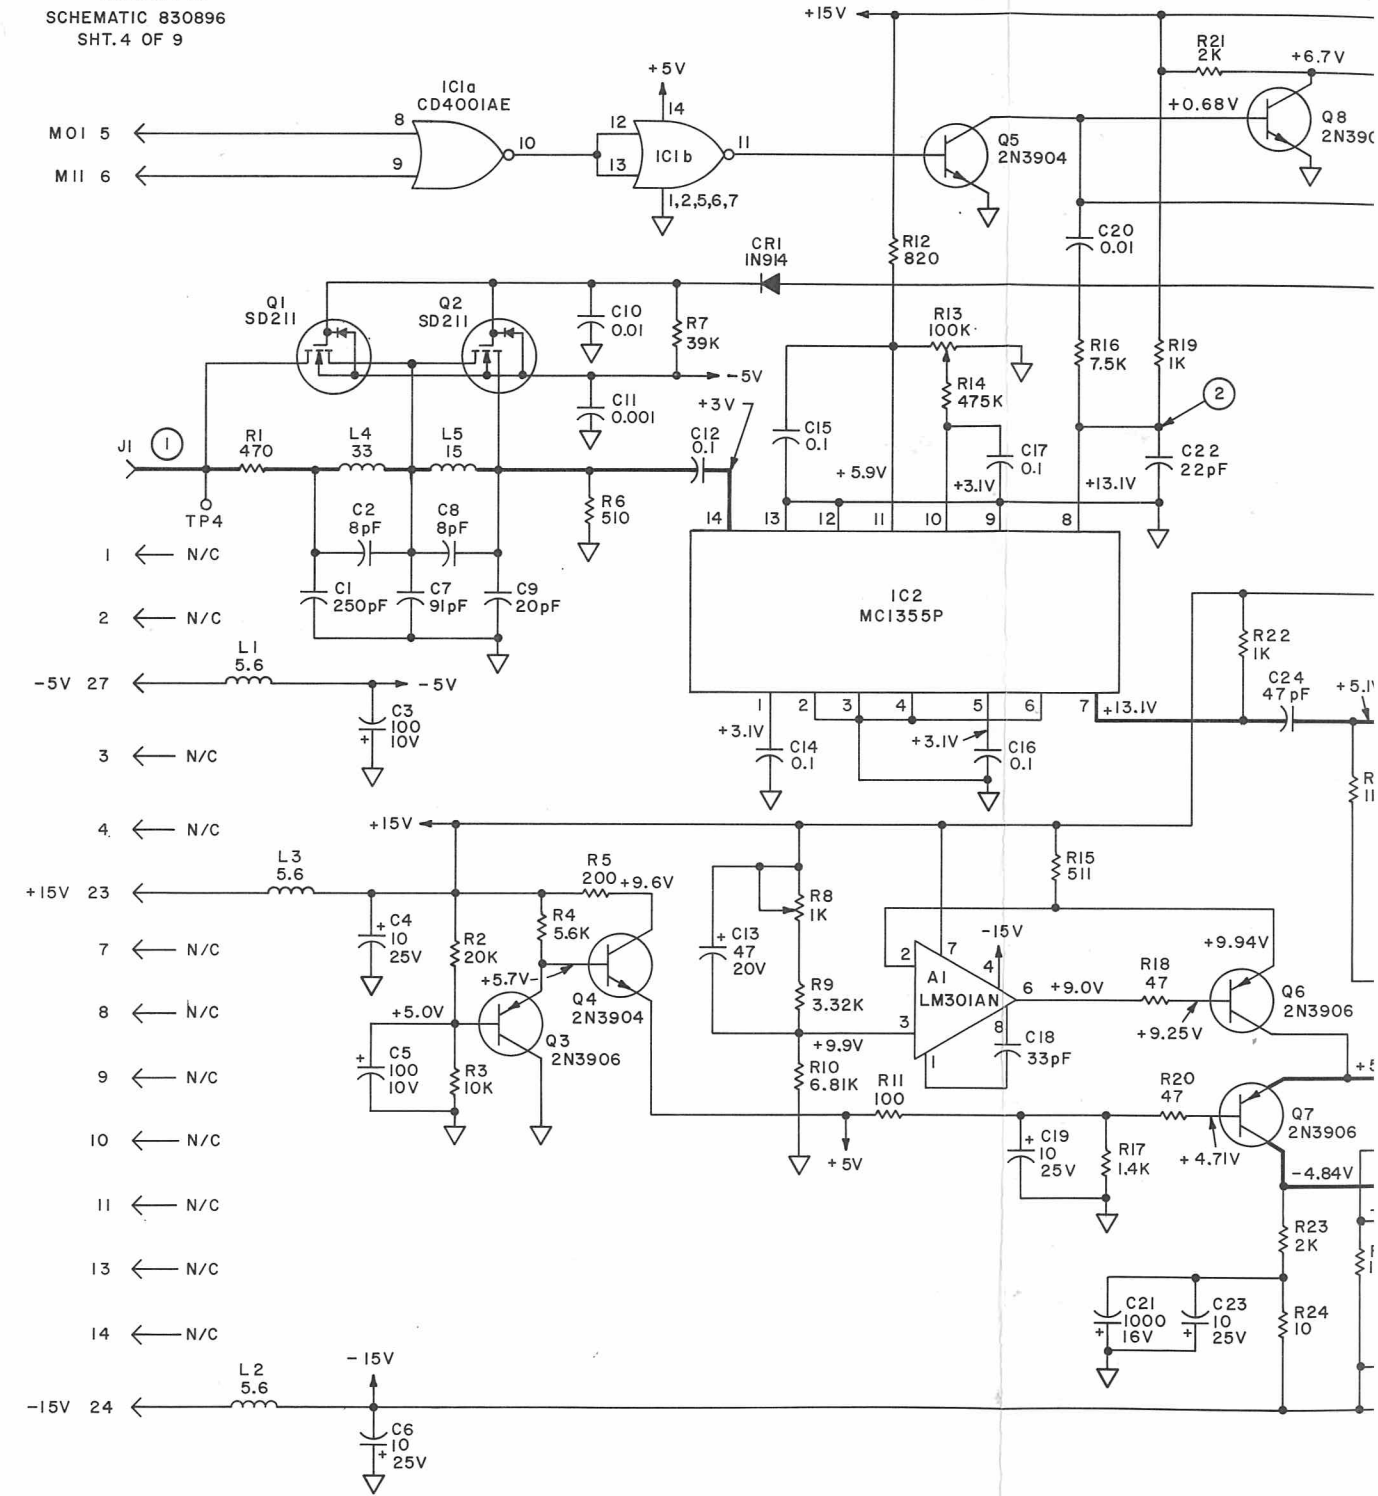 SCHEMATIC 830896
SHT. 4 OF 9
+15V
R21
2K
+6.7V
+5V
IC1a
CD4001AE
8
9
10
12
13
14
IC1b
11
1,2,5,6,7
M01 5
M11 6
+0.68V
Q8
Q5
2N3904
CR1
1N914
R12
820
C20
0.01
Q1
SD211
Q2
SD211
C10
0.01
R7
39K
R13
100K
R16
7.5K
R19
1K
-5V
C11
0.001
+3V
R14
475K
2
J1
1
R1
470
L4
33
L5
15
C12
0.1
C15
0.1
C17
0.1
C22
22pF
+5.9V
+3.1V
+13.1V
TP4
C2
8pF
C8
8pF
R6
510
14
13
12
11
10
9
8
1 N/C
C1
250pF
C7
91pF
C9
20pF
IC2
MC1355P
2 N/C
L1
5.6
R22
1K
-5V 27
-5V
C24
47pF
C3
100
10V
+
1
2
3
4
5
6
7
+13.1V
+3.1V
C14
0.1
+3.1V
C16
0.1
3 N/C
4 N/C
+15V
L3
5.6
R5
200
+9.6V
R15
511
+15V 23
R8
1K
+ C4
10
25V
R2
20K
R4
5.6K
+ C13
47
20V
-15V
+9.94V
7 N/C
+5.7V
2
7
4
A1
LM301AN
6
+9.0V
R18
47
Q6
2N3906
8 N/C
+5.0V
Q4
2N3904
R9
3.32K
3
8
1
+9.25V
+ C5
100
10V
R3
10K
Q3
2N3906
+9.9V
C18
33pF
9 N/C
R10
6.81K
R11
100
R20
47
Q7
2N3906
10 N/C
+5V
+ C19
10
25V
R17
1.4K
+4.71V
-4.84V
11 N/C
R23
2K
13 N/C
C21
1000
16V
+
C23
10
25V
+
R24
10
14 N/C
-15V
L2
5.6
-15V 24
C6
10
25V
+